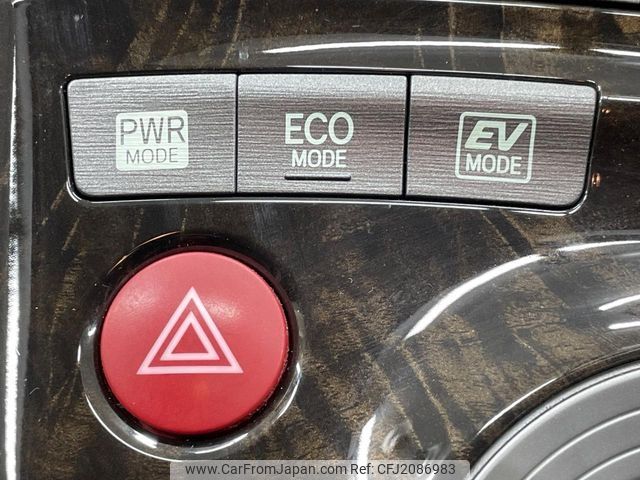 PWR
MODE
ECO
MODE
EV
MODE
www.CarFromJapan.com Ref: CFJ2086983